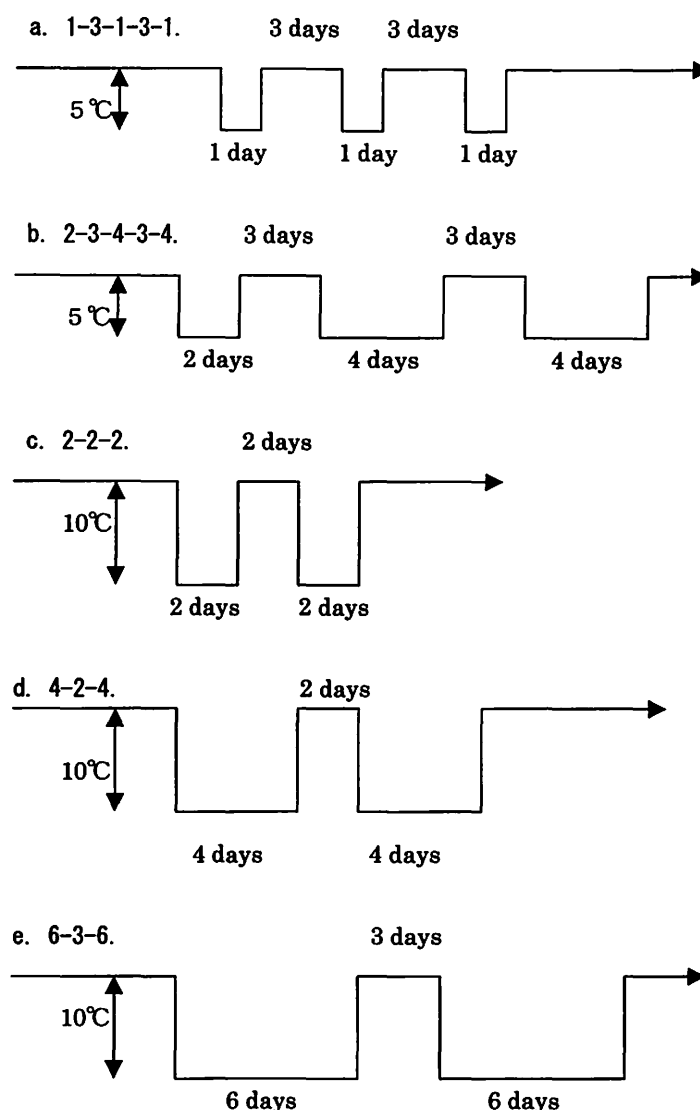 a. 1-3-1-3-1. 3 days 3 days
5℃
1 day 1 day 1 day
b. 2-3-4-3-4. 3 days 3 days
5℃
2 days 4 days 4 days
c. 2-2-2. 2 days
10℃
2 days 2 days
d. 4-2-4. 2 days
10℃
4 days 4 days
e. 6-3-6. 3 days
10℃
6 days 6 days